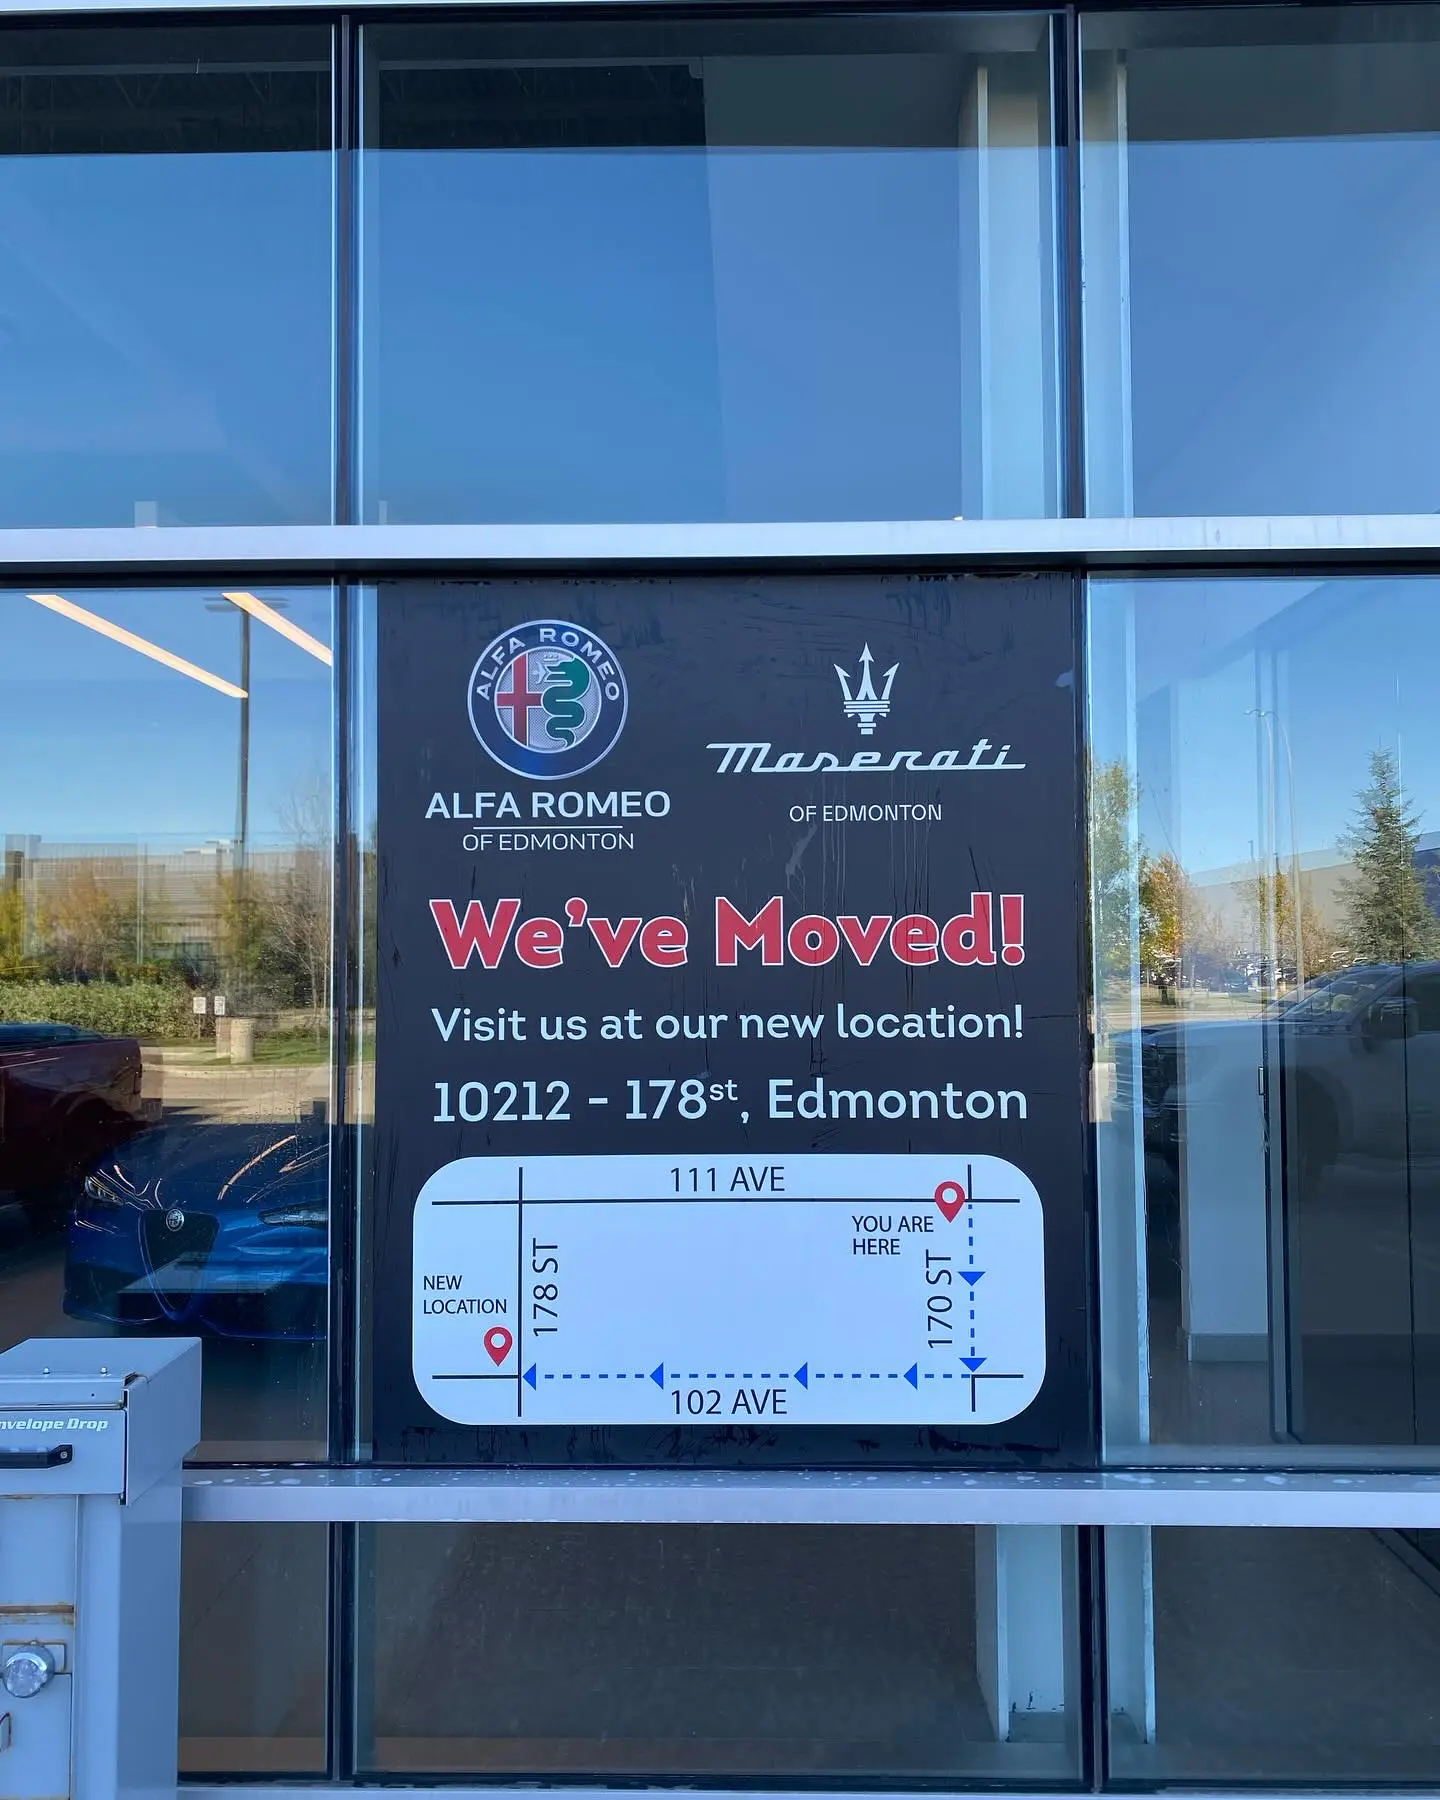 ALFA ROMEO
ALFA ROMEO
OF EDMONTON
Maserati
OF EDMONTON
We've Moved!
Visit us at our new location!
10212 - 178st, Edmonton
111 AVE
YOU ARE
HERE
170 ST
178 ST
NEW
LOCATION
102 AVE
nvelope Drop